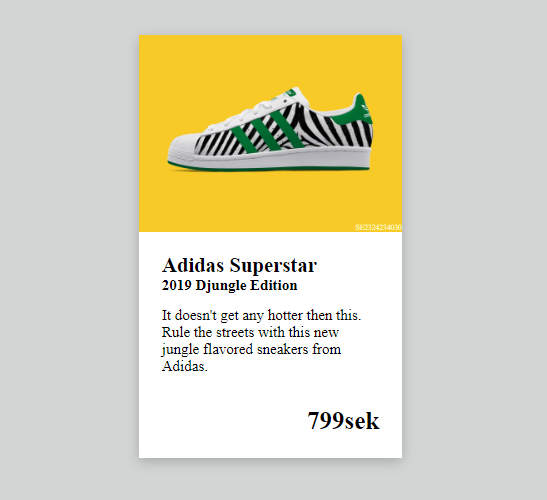 SE2324234030
Adidas Superstar
2019 Djungle Edition
It doesn't get any hotter then this.
Rule the streets with this new
jungle flavored sneakers from
Adidas.
799sek